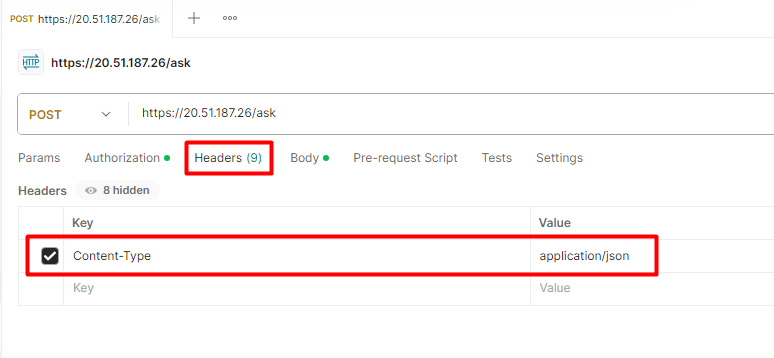 POST https://20.51.187.26/ask
HTTP https://20.51.187.26/ask
POST https://20.51.187.26/ask
Params Authorization Headers (9) Body Pre-request Script Tests Settings
Headers 8 hidden
Key Value
Content-Type application/json
Key Value